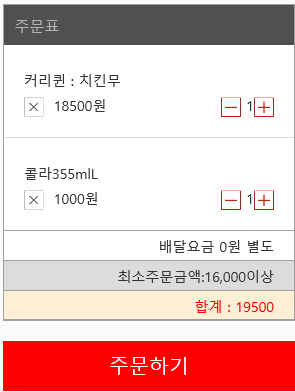 주문표
커리퀸 : 치킨무
18500원 1
콜라355mlL
1000원 1
배달요금 0원 별도
최소주문금액:16,000이상
합계 : 19500
주문하기